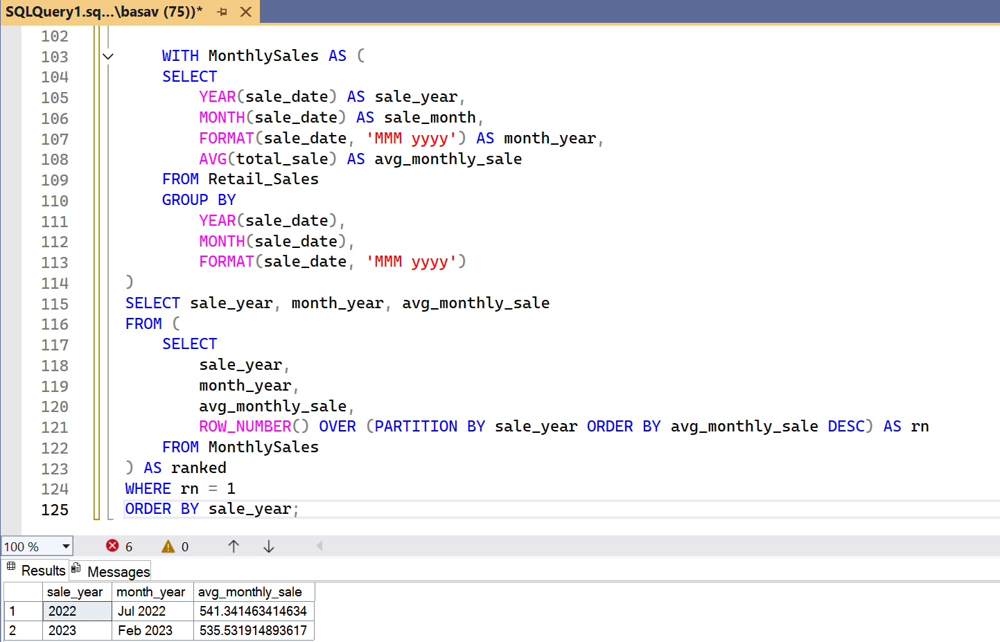 SQLQuery1.sq...\basav (75))*
102
103 WITH MonthlySales AS (
104 SELECT
105 YEAR(sale_date) AS sale_year,
106 MONTH(sale_date) AS sale_month,
107 FORMAT(sale_date, 'MMM yyyy') AS month_year,
108 AVG(total_sale) AS avg_monthly_sale
109 FROM Retail_Sales
110 GROUP BY
111 YEAR(sale_date),
112 MONTH(sale_date),
113 FORMAT(sale_date, 'MMM yyyy')
114 )
115 SELECT sale_year, month_year, avg_monthly_sale
116 FROM (
117 SELECT
118 sale_year,
119 month_year,
120 avg_monthly_sale,
121 ROW_NUMBER() OVER (PARTITION BY sale_year ORDER BY avg_monthly_sale DESC) AS rn
122 FROM MonthlySales
123 ) AS ranked
124 WHERE rn = 1
125 ORDER BY sale_year;
100 % 6 0
Results Messages
sale_year month_year avg_monthly_sale
1 2022 Jul 2022 541.341463414634
2 2023 Feb 2023 535.531914893617